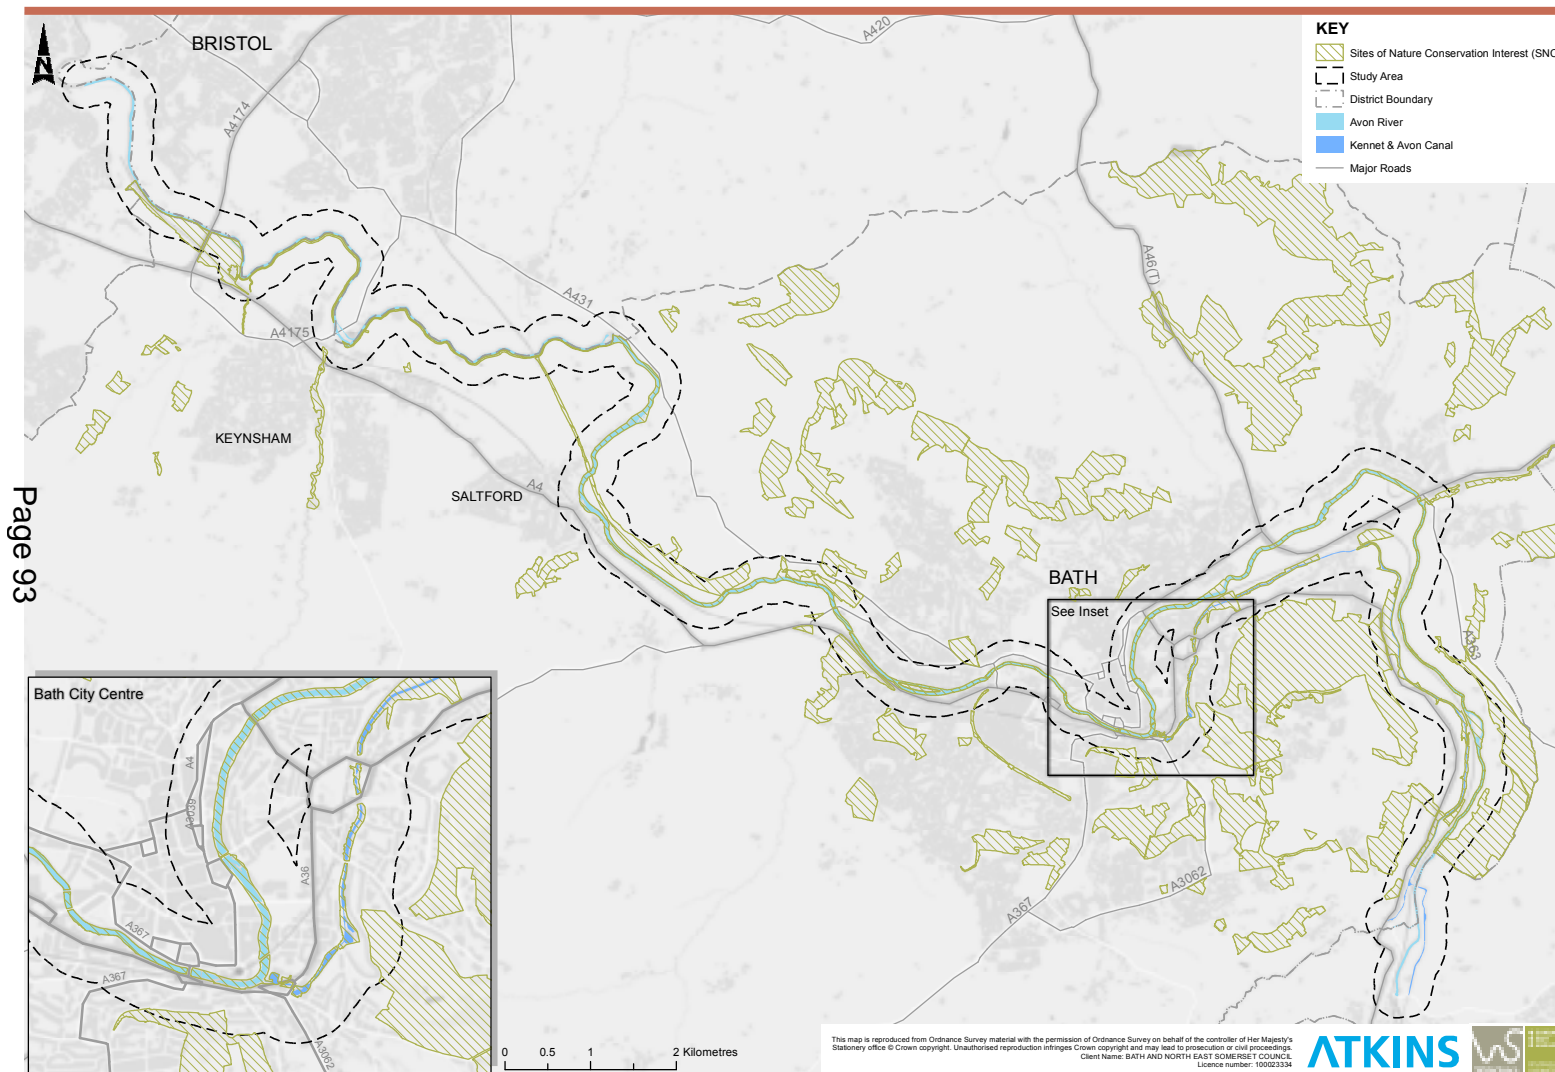 BRISTOL
A420
A4174
N
KEY
Sites of Nature Conservation Interest (SNC
Study Area
District Boundary
Avon River
Kennet & Avon Canal
Major Roads
A46(T)
A431
A4175
KEYNSHAM
SALTFORD
A4
Page 93
BATH
See Inset
A363
A3062
A367
Bath City Centre
A4
A3039
A36
A367
A367
A3062
0 0.5 1 2 Kilometres
This map is reproduced from Ordnance Survey material with the permission of Ordnance Survey on behalf of the controller of Her Majesty's
Stationery office © Crown copyright. Unauthorised reproduction infringes Crown copyright and may lead to prosecution or civil proceedings.
Client Name: BATH AND NORTH EAST SOMERSET COUNCIL
Licence number: 100023334
ATKINS